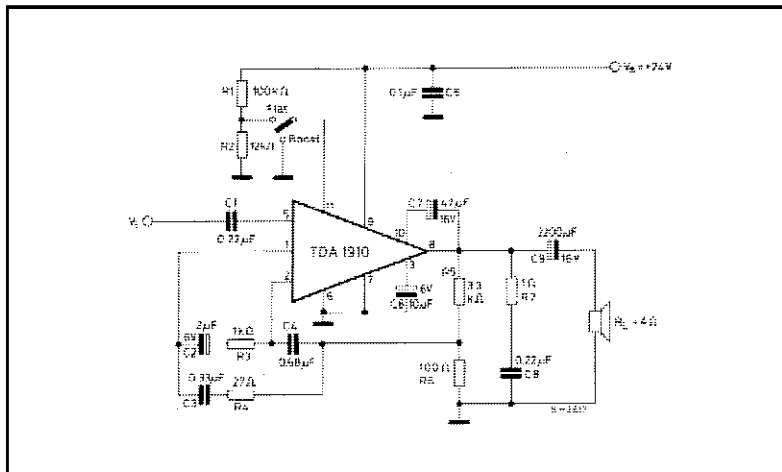 R1
100kΩ
Flat
Boost
R2
12kΩ
0.1µF
C5
Vs = +24V
C1
0.22µF
5
1
2
11
9
10
8
3
6
7
TDA 1910
C7
47µF
16V
6V
C6
10µF
2µF
6V
C2
1kΩ
R3
C4
0.68µF
0.33µF
C3
27Ω
R4
3.3
kΩ
100Ω
1Ω
R7
0.22µF
C8
2200µF
C9
16V
RL = 4Ω